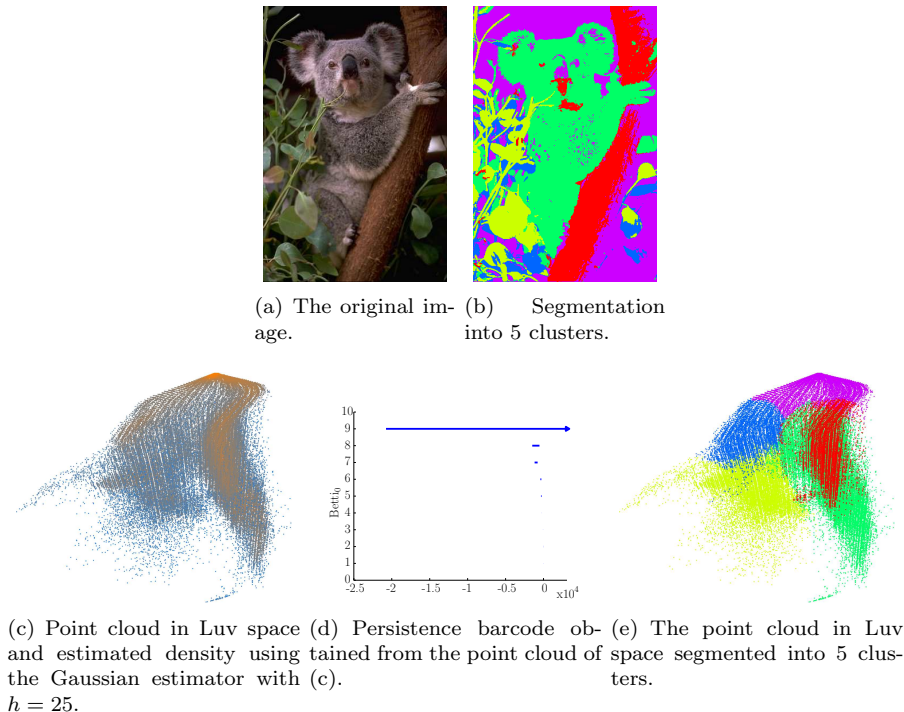 (a) The original im-
age.
(b) Segmentation
into 5 clusters.
10
9
8
7
6
5
4
3
2
1
0
Betti0
-2.5 -2 -1.5 -1 -0.5 0
x10^4
(c) Point cloud in Luv space
and estimated density using
the Gaussian estimator with
h = 25.
(d) Persistence barcode ob-
tained from the point cloud of
(c).
(e) The point cloud in Luv
space segmented into 5 clus-
ters.